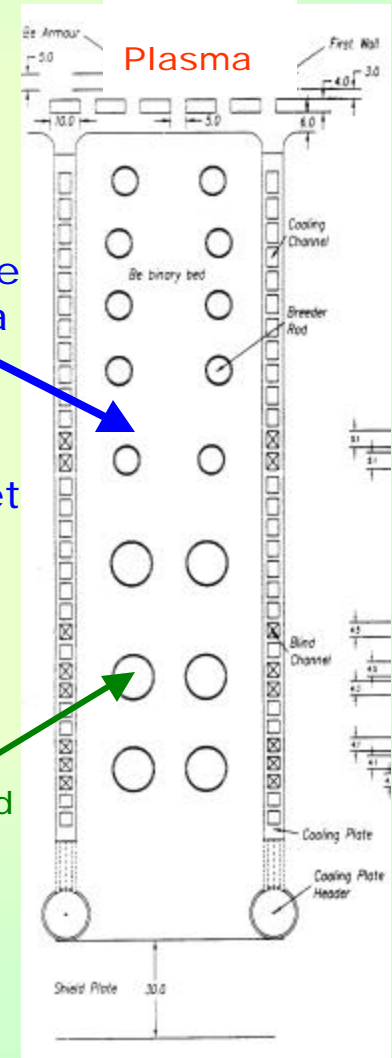 Be Armour
Plasma
First Wall
5.0
3.0
4.0
10.0
5.0
6.0
Cooling
Channel
Be binary bed
Breeder
Rod
Blind
Channel
Cooling Plate
Cooling Plate
Header
Shield Plate
30.0